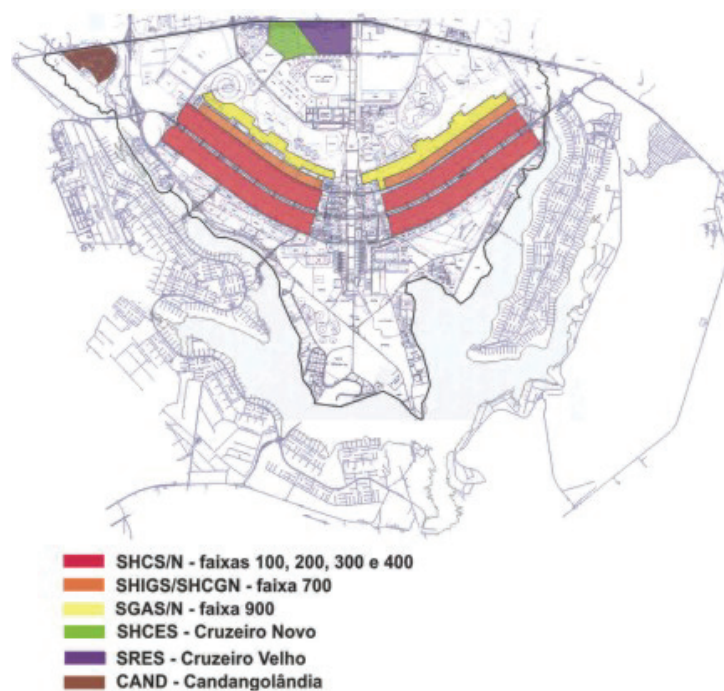 SHCS/N - faixas 100, 200, 300 e 400
SHIGS/SHCGN - faixa 700
SGAS/N - faixa 900
SHCES - Cruzeiro Novo
SRES - Cruzeiro Velho
CAND - Candangolândia